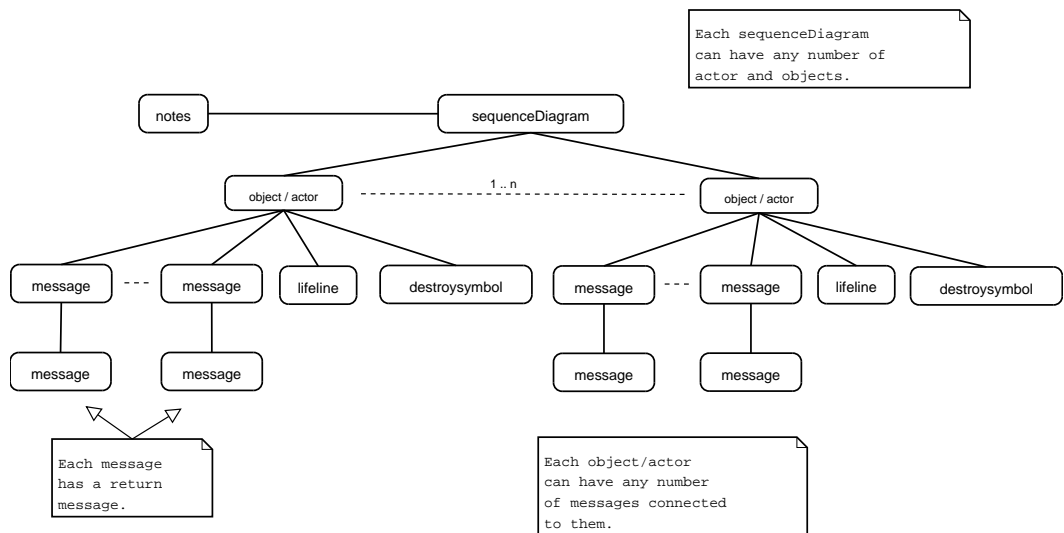 Each sequenceDiagram
can have any number of
actor and objects.
notes
sequenceDiagram
1 .. n
object / actor
object / actor
message
message
lifeline
destroysymbol
message
message
lifeline
destroysymbol
message
message
message
message
Each message
has a return
message.
Each object/actor
can have any number
of messages connected
to them.